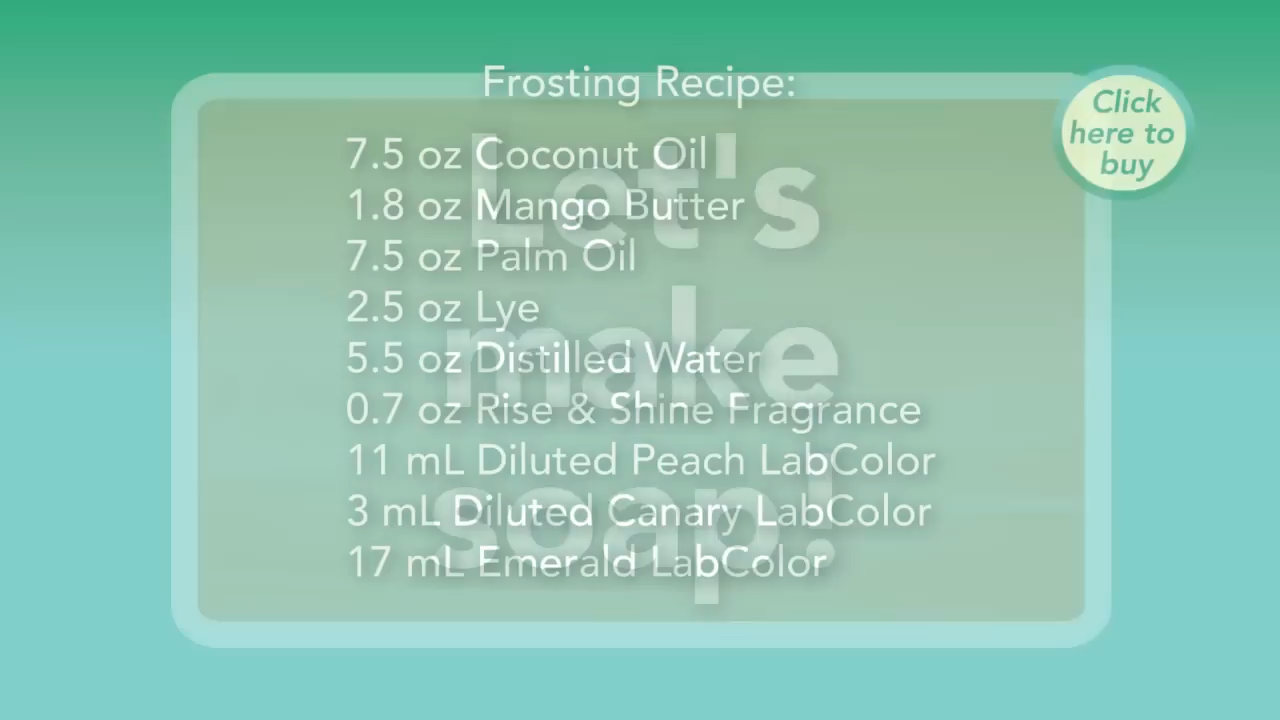 Frosting Recipe:
Click
here to
buy
7.5 oz Coconut Oil
1.8 oz Mango Butter
7.5 oz Palm Oil
2.5 oz Lye
5.5 oz Distilled Water
0.7 oz Rise & Shine Fragrance
11 mL Diluted Peach LabColor
3 mL Diluted Canary LabColor
17 mL Emerald LabColor
Let's
make
soap!